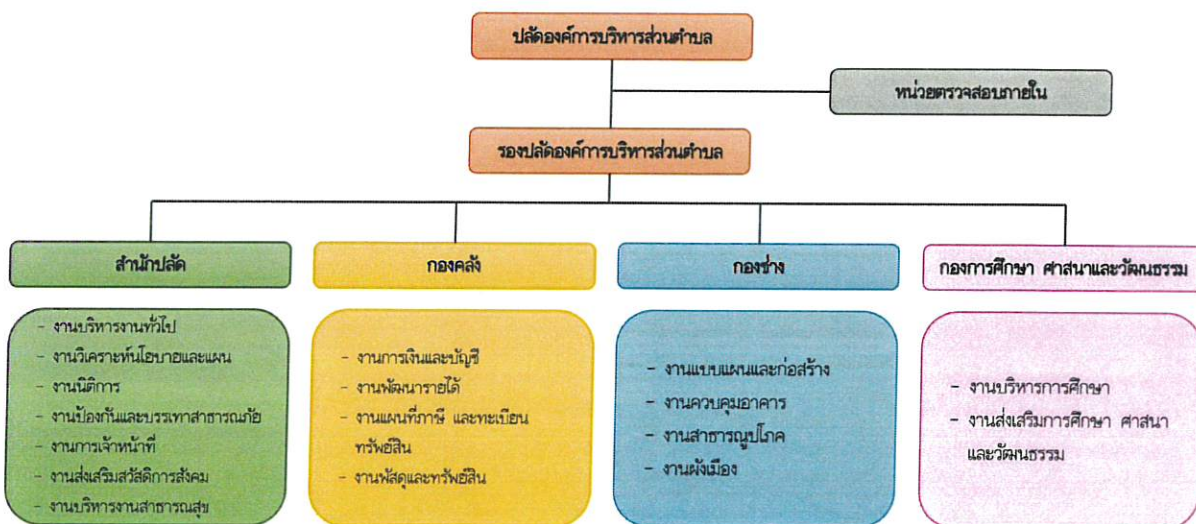 ปลัดองค์การบริหารส่วนตำบล
หน่วยตรวจสอบภายใน
รองปลัดองค์การบริหารส่วนตำบล
สำนักปลัด
- งานบริหารงานทั่วไป
- งานวิเคราะห์นโยบายและแผน
- งานนิติการ
- งานป้องกันและบรรเทาสาธารณภัย
- งานการเจ้าหน้าที่
- งานส่งเสริมสวัสดิการสังคม
- งานบริหารงานสาธารณสุข
กองคลัง
- งานการเงินและบัญชี
- งานพัฒนารายได้
- งานแผนที่ภาษี และทะเบียน
ทรัพย์สิน
- งานพัสดุและทรัพย์สิน
กองช่าง
- งานแบบแผนและก่อสร้าง
- งานควบคุมอาคาร
- งานสาธารณูปโภค
- งานผังเมือง
กองการศึกษา ศาสนาและวัฒนธรรม
- งานบริหารการศึกษา
- งานส่งเสริมการศึกษา ศาสนา
และวัฒนธรรม